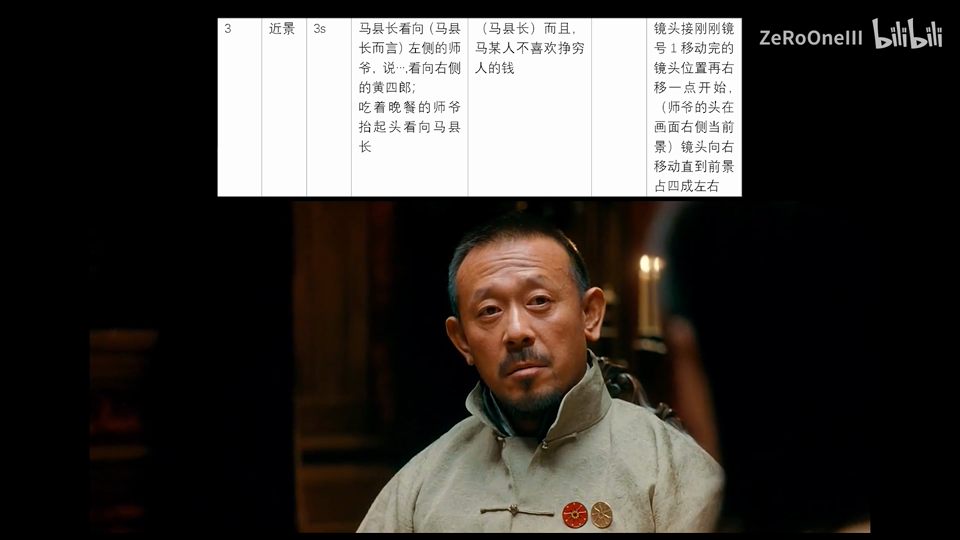 3
近景
3s
马县长看向（马县
长而言）左侧的师
爷，说…,看向右侧
的黄四郎；
吃着晚餐的师爷
抬起头看向马县
长
（马县长）而且，
马某人不喜欢挣穷
人的钱
镜头接刚刚镜
号 1 移动完的
镜头位置再右
移一点开始，
（师爷的头在
画面右侧当前
景）镜头向右
移动直到前景
占四成左右
ZeRoOneIII bilibili